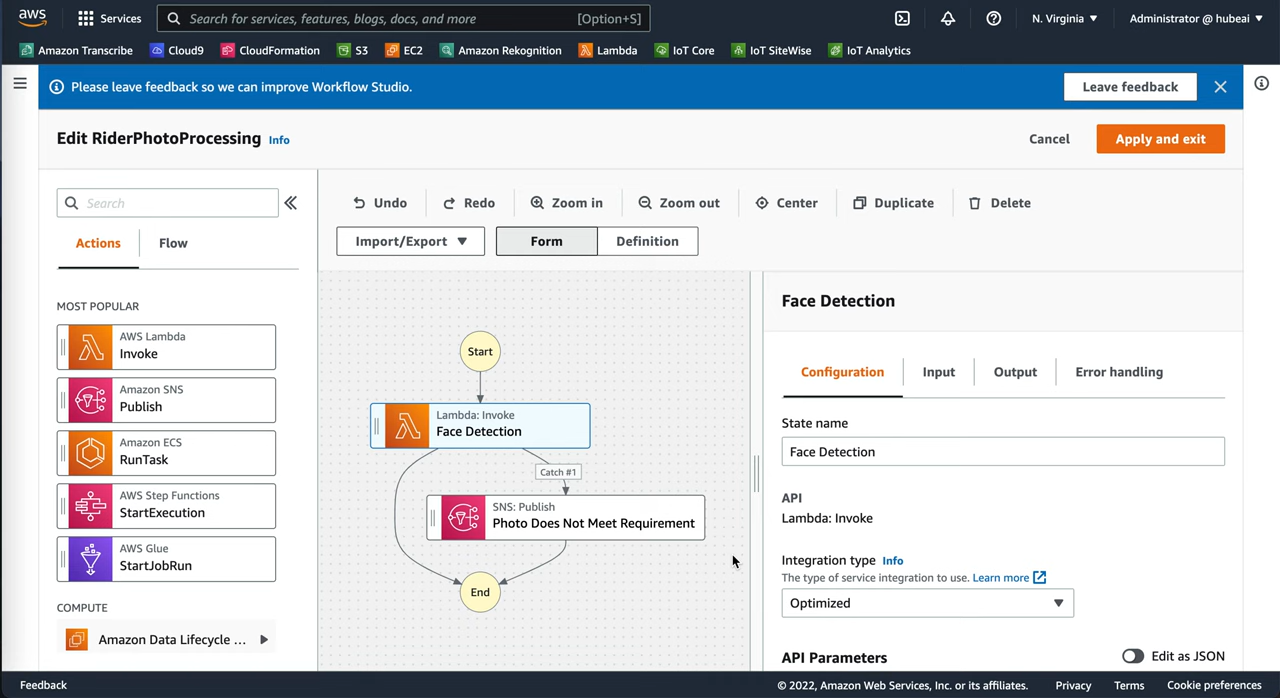 aws
Services
Search for services, features, blogs, docs, and more
[Option+S]
N. Virginia
Administrator @ hubeai
Amazon Transcribe
Cloud9
CloudFormation
S3
EC2
Amazon Rekognition
Lambda
IoT Core
IoT SiteWise
IoT Analytics
Please leave feedback so we can improve Workflow Studio.
Leave feedback
Edit RiderPhotoProcessing
Info
Cancel
Apply and exit
Search
Undo
Redo
Zoom in
Zoom out
Center
Duplicate
Delete
Actions
Flow
Import/Export
Form
Definition
MOST POPULAR
AWS Lambda
Invoke
Amazon SNS
Publish
Amazon ECS
RunTask
AWS Step Functions
StartExecution
AWS Glue
StartJobRun
COMPUTE
Amazon Data Lifecycle ...
Start
Lambda: Invoke
Face Detection
Catch #1
SNS: Publish
Photo Does Not Meet Requirement
End
Face Detection
Configuration
Input
Output
Error handling
State name
Face Detection
API
Lambda: Invoke
Integration type Info
The type of service integration to use. Learn more
Optimized
API Parameters
Edit as JSON
Feedback
© 2022, Amazon Web Services, Inc. or its affiliates.
Privacy
Terms
Cookie preferences